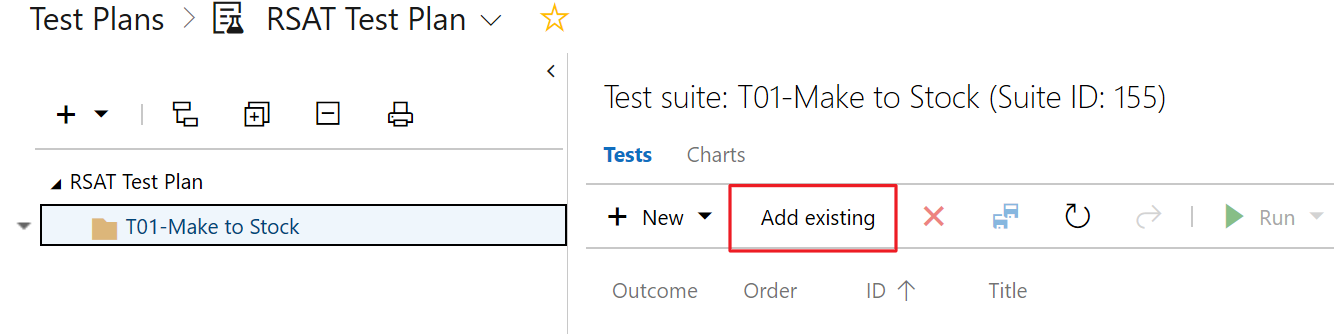 Test Plans RSAT Test Plan
Test suite: T01-Make to Stock (Suite ID: 155)
Tests Charts
RSAT Test Plan
T01-Make to Stock
New Add existing Run
Outcome Order ID Title